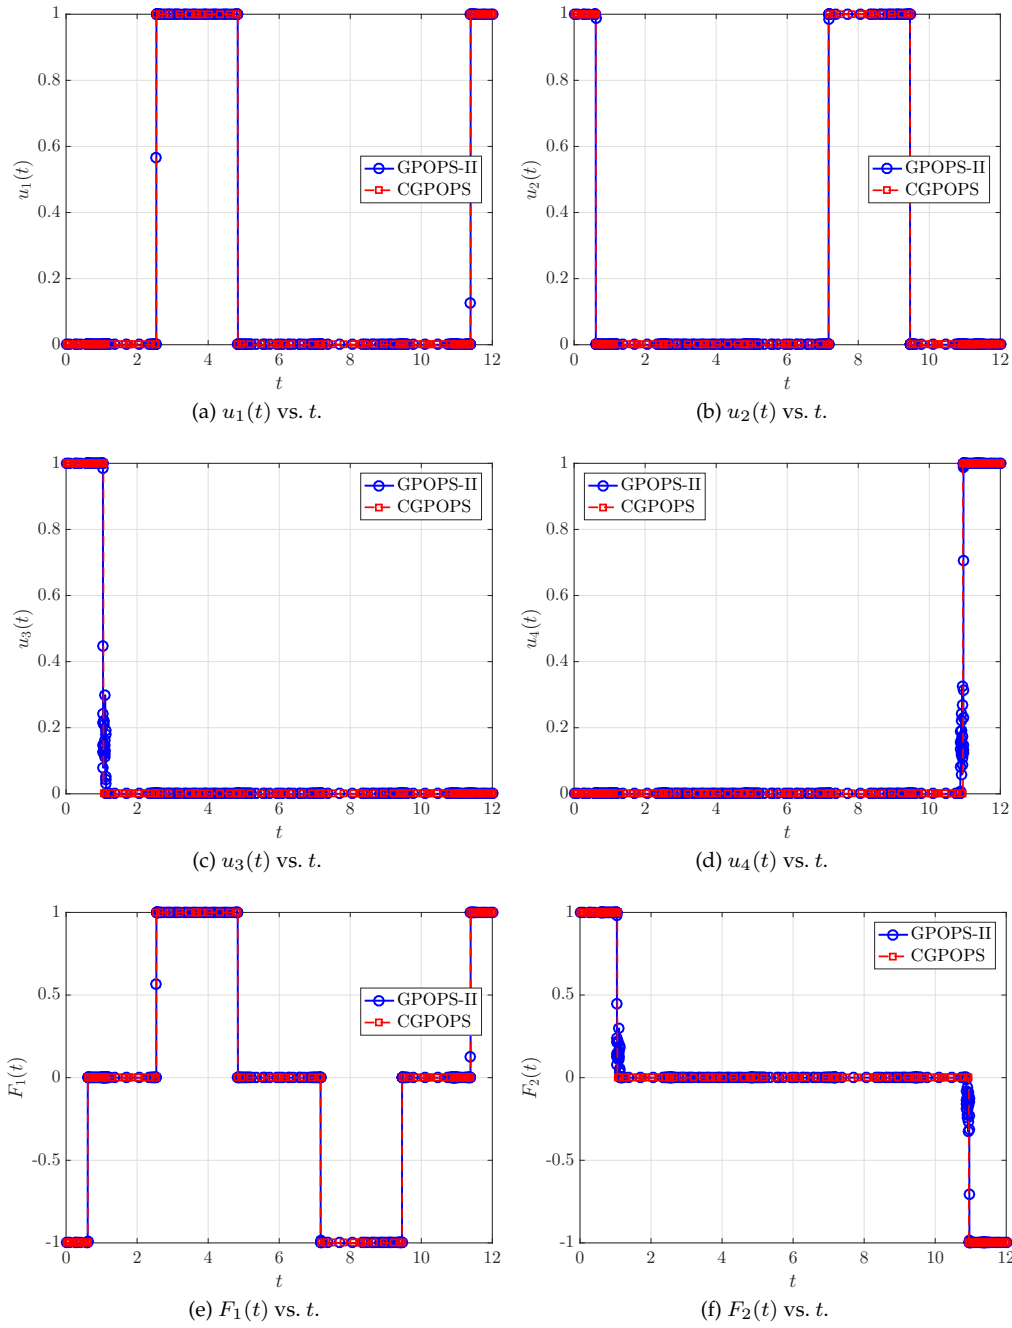 1
0.8
0.6
0.4
0.2
0
u₁(t)
GPOPS-II
CGPOPS
0 2 4 6 8 10 12
t
(a) u₁(t) vs. t.
1
0.8
0.6
0.4
0.2
0
u₂(t)
GPOPS-II
CGPOPS
0 2 4 6 8 10 12
t
(b) u₂(t) vs. t.
1
0.8
0.6
0.4
0.2
0
u₃(t)
GPOPS-II
CGPOPS
0 2 4 6 8 10 12
t
(c) u₃(t) vs. t.
1
0.8
0.6
0.4
0.2
0
u₄(t)
GPOPS-II
CGPOPS
0 2 4 6 8 10 12
t
(d) u₄(t) vs. t.
1
0.5
0
-0.5
-1
F₁(t)
GPOPS-II
CGPOPS
0 2 4 6 8 10 12
t
(e) F₁(t) vs. t.
1
0.5
0
-0.5
-1
F₂(t)
GPOPS-II
CGPOPS
0 2 4 6 8 10 12
t
(f) F₂(t) vs. t.